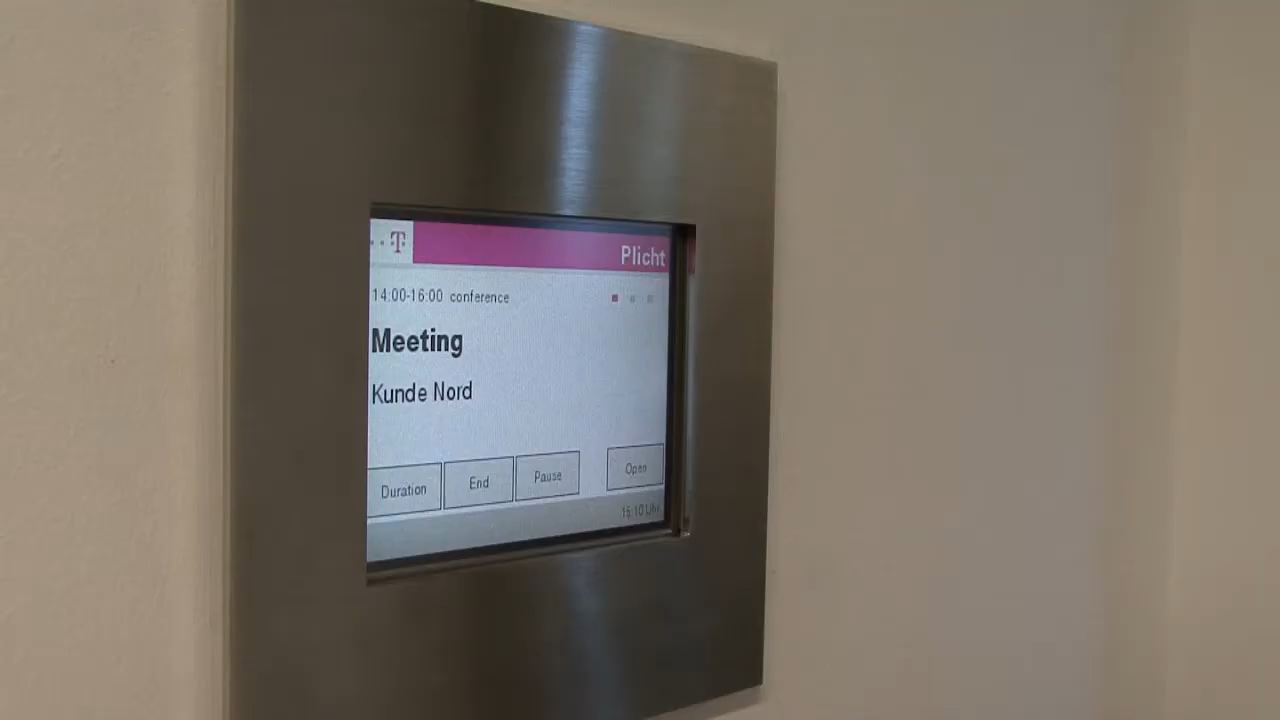 T
Plicht
14:00-16:00 conference
Meeting
Kunde Nord
Duration
End
Pause
Open
15:10 Uhr